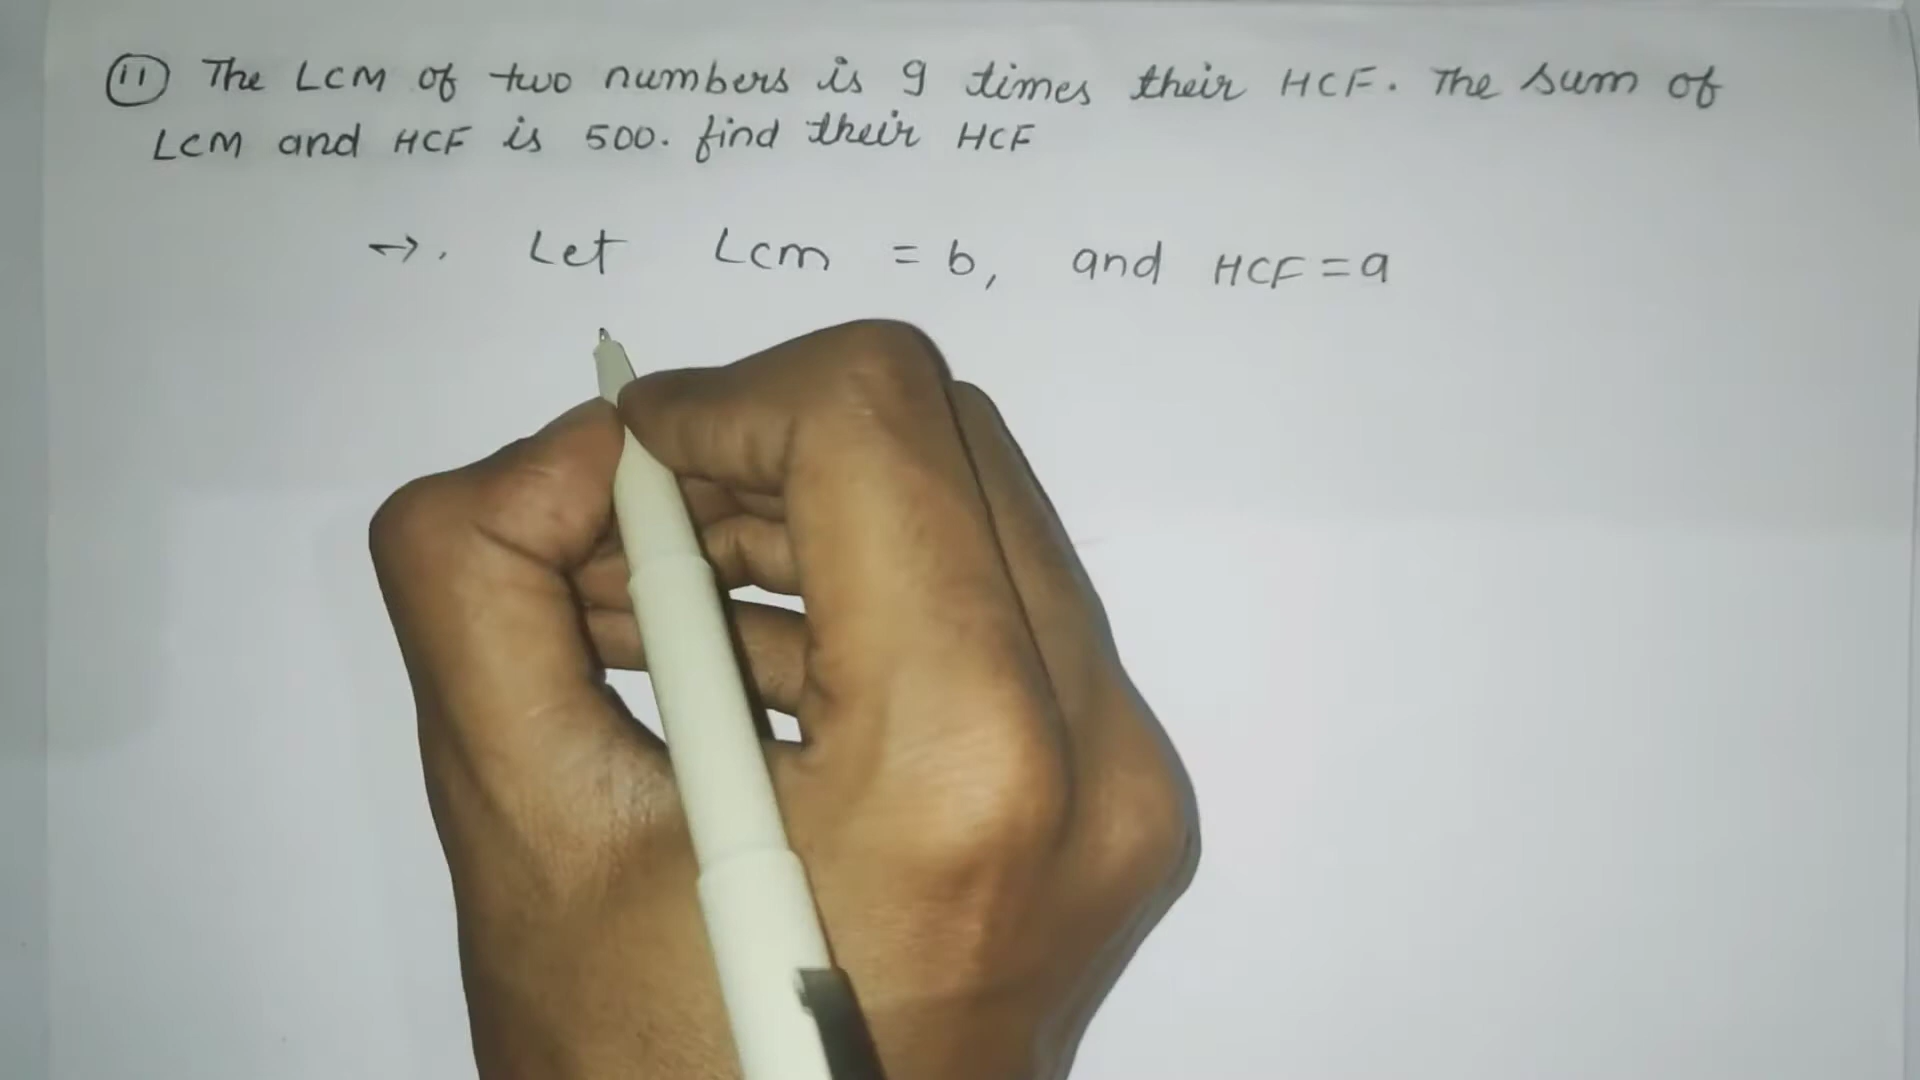 11 The LCM of two numbers is 9 times their HCF. The sum of
LCM and HCF is 500. find their HCF
→. Let Lcm = b, and HCF = a